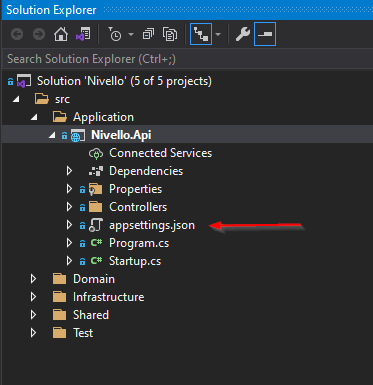 Solution Explorer
Search Solution Explorer (Ctrl+;)
Solution 'Nivello' (5 of 5 projects)
src
Application
Nivello.Api
Connected Services
Dependencies
Properties
Controllers
appsettings.json
C# Program.cs
C# Startup.cs
Domain
Infrastructure
Shared
Test